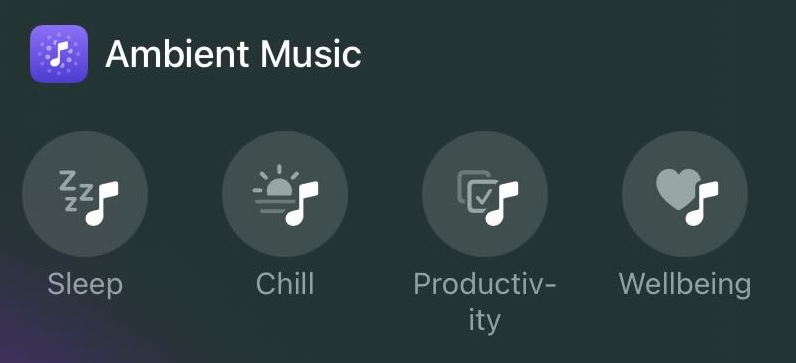 Ambient Music
Sleep
Chill
Productiv-
ity
Wellbeing